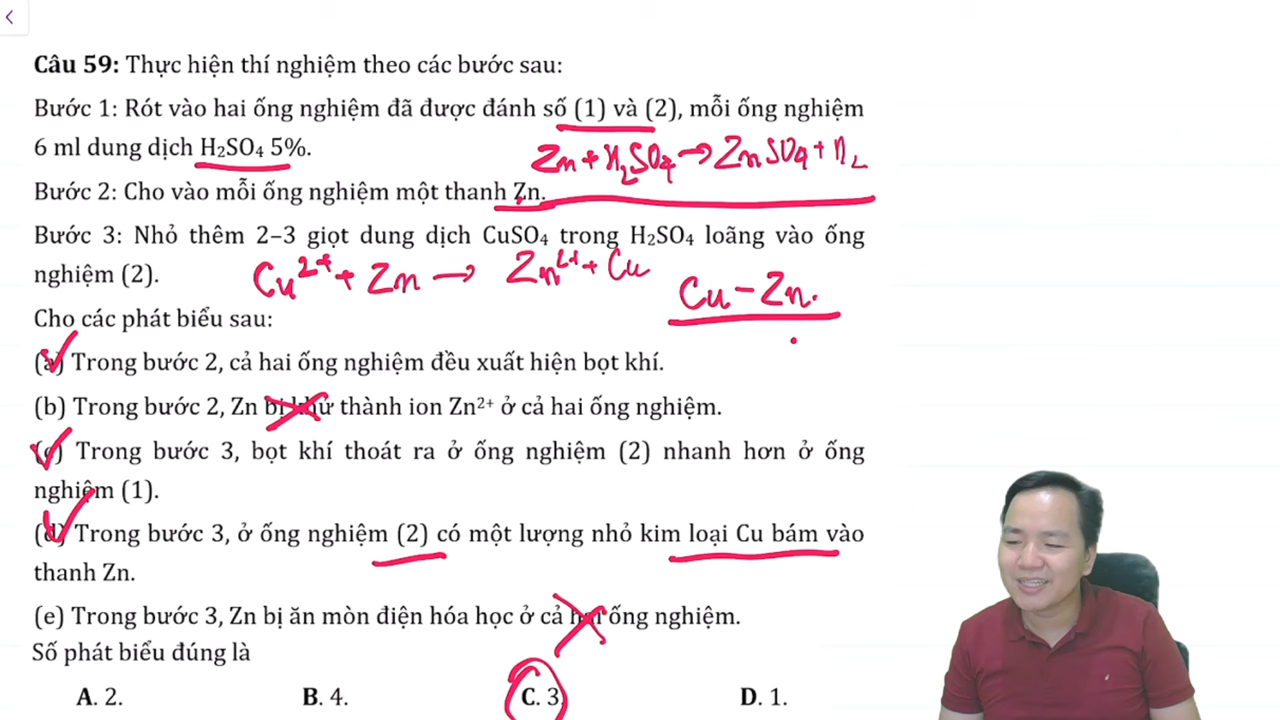 Câu 59: Thực hiện thí nghiệm theo các bước sau:
Bước 1: Rót vào hai ống nghiệm đã được đánh số (1) và (2), mỗi ống nghiệm
6 ml dung dịch H₂SO₄ 5%.
Zn + H₂SO₄ → ZnSO₄ + H₂
Bước 2: Cho vào mỗi ống nghiệm một thanh Zn.
Bước 3: Nhỏ thêm 2–3 giọt dung dịch CuSO₄ trong H₂SO₄ loãng vào ống
nghiệm (2).
Cu²⁺ + Zn → Zn²⁺ + Cu
Cu – Zn.
Cho các phát biểu sau:
(a) Trong bước 2, cả hai ống nghiệm đều xuất hiện bọt khí.
(b) Trong bước 2, Zn bị khử thành ion Zn²⁺ ở cả hai ống nghiệm.
(c) Trong bước 3, bọt khí thoát ra ở ống nghiệm (2) nhanh hơn ở ống
nghiệm (1).
(d) Trong bước 3, ở ống nghiệm (2) có một lượng nhỏ kim loại Cu bám vào
thanh Zn.
(e) Trong bước 3, Zn bị ăn mòn điện hóa học ở cả hai ống nghiệm.
Số phát biểu đúng là
A. 2. B. 4. C. 3. D. 1.